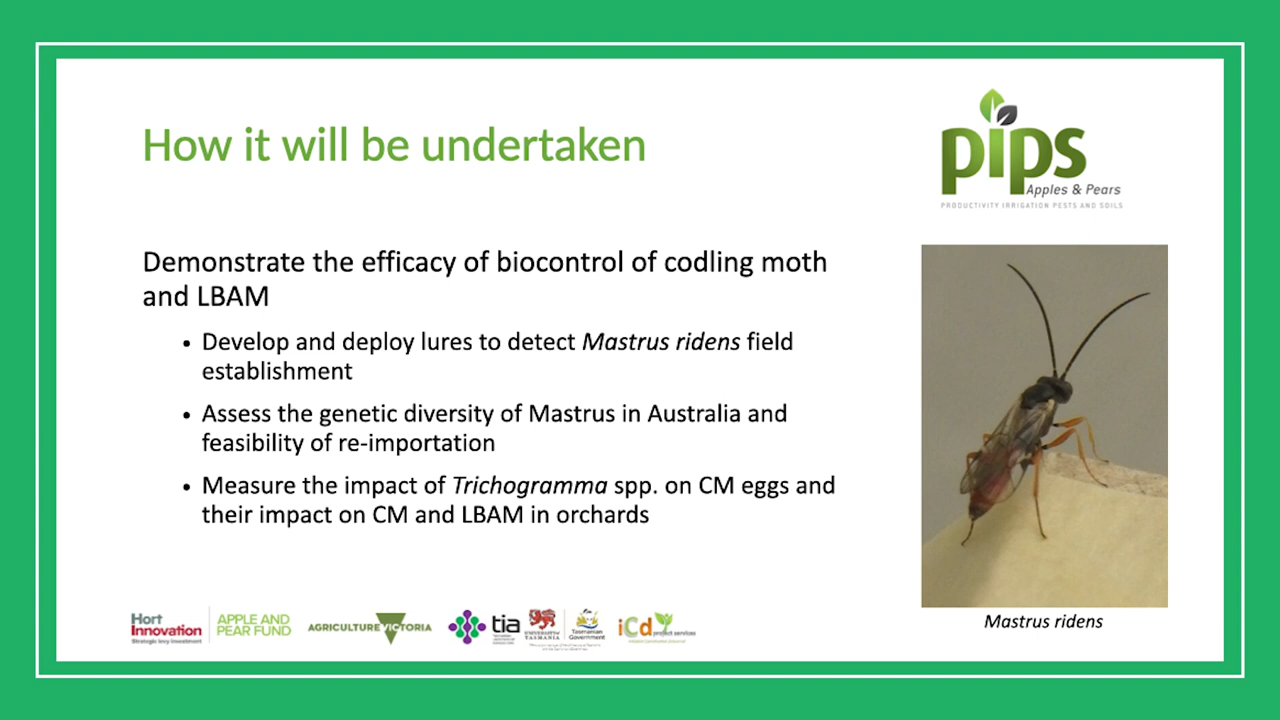 How it will be undertaken
pips
Apples & Pears
PRODUCTIVITY IRRIGATION PESTS AND SOILS
Demonstrate the efficacy of biocontrol of codling moth
and LBAM
• Develop and deploy lures to detect Mastrus ridens field
establishment
• Assess the genetic diversity of Mastrus in Australia and
feasibility of re-importation
• Measure the impact of Trichogramma spp. on CM eggs and
their impact on CM and LBAM in orchards
Mastrus ridens
Hort
Innovation
Strategic levy investment
APPLE AND
PEAR FUND
AGRICULTURE VICTORIA
tia
UNIVERSITY of
TASMANIA
Tasmanian
Government
iCd project services